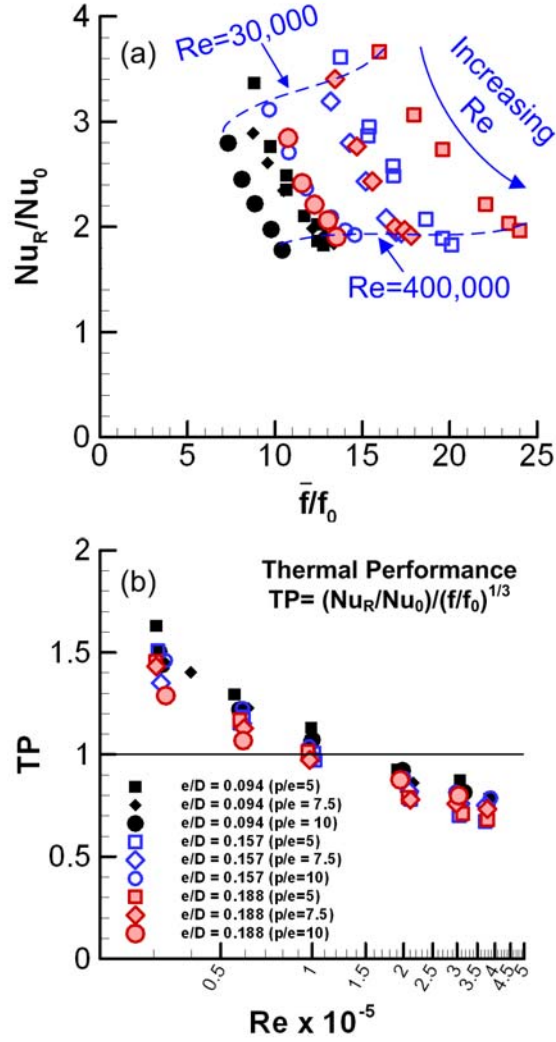 (a)
Re=30,000
Increasing
Re
Re=400,000
Nu_R/Nu_0
4
3
2
1
0
0 5 10 15 20 25
f̄/f_0
(b)
Thermal Performance
TP= (Nu_R/Nu_0)/(f/f_0)^1/3
TP
2
1.5
1
0.5
0
e/D = 0.094 (p/e=5)
e/D = 0.094 (p/e = 7.5)
e/D = 0.094 (p/e = 10)
e/D = 0.157 (p/e=5)
e/D = 0.157 (p/e = 7.5)
e/D = 0.157 (p/e=10)
e/D = 0.188 (p/e=5)
e/D = 0.188 (p/e=7.5)
e/D = 0.188 (p/e=10)
0.5 1 1.5 2 2.5 3 3.5 4 4.5 5
Re x 10^-5